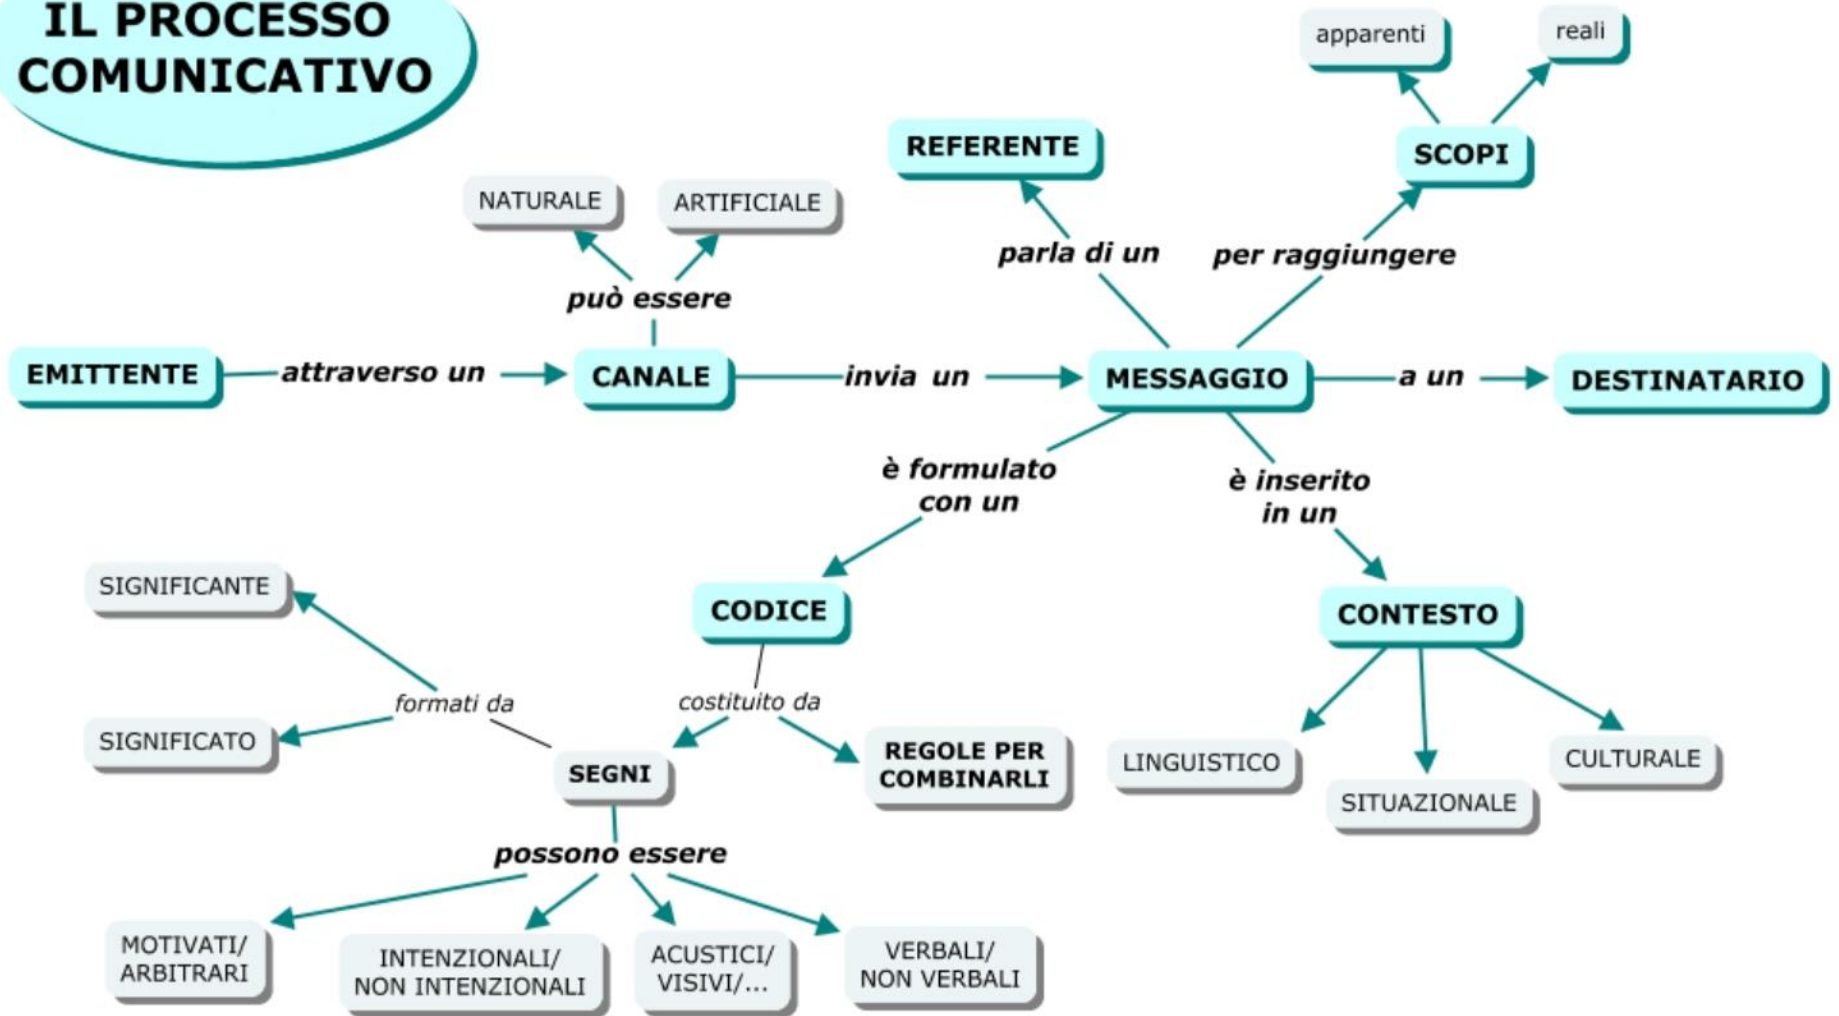 IL PROCESSO
COMUNICATIVO
apparenti
reali
REFERENTE
SCOPI
NATURALE
ARTIFICIALE
parla di un
per raggiungere
può essere
EMITTENTE
attraverso un
CANALE
invia un
MESSAGGIO
a un
DESTINATARIO
è formulato
con un
è inserito
in un
SIGNIFICANTE
CODICE
CONTESTO
formati da
costituito da
SIGNIFICATO
SEGNI
REGOLE PER
COMBINARLI
LINGUISTICO
SITUAZIONALE
CULTURALE
possono essere
MOTIVATI/
ARBITRARI
INTENZIONALI/
NON INTENZIONALI
ACUSTICI/
VISIVI/...
VERBALI/
NON VERBALI